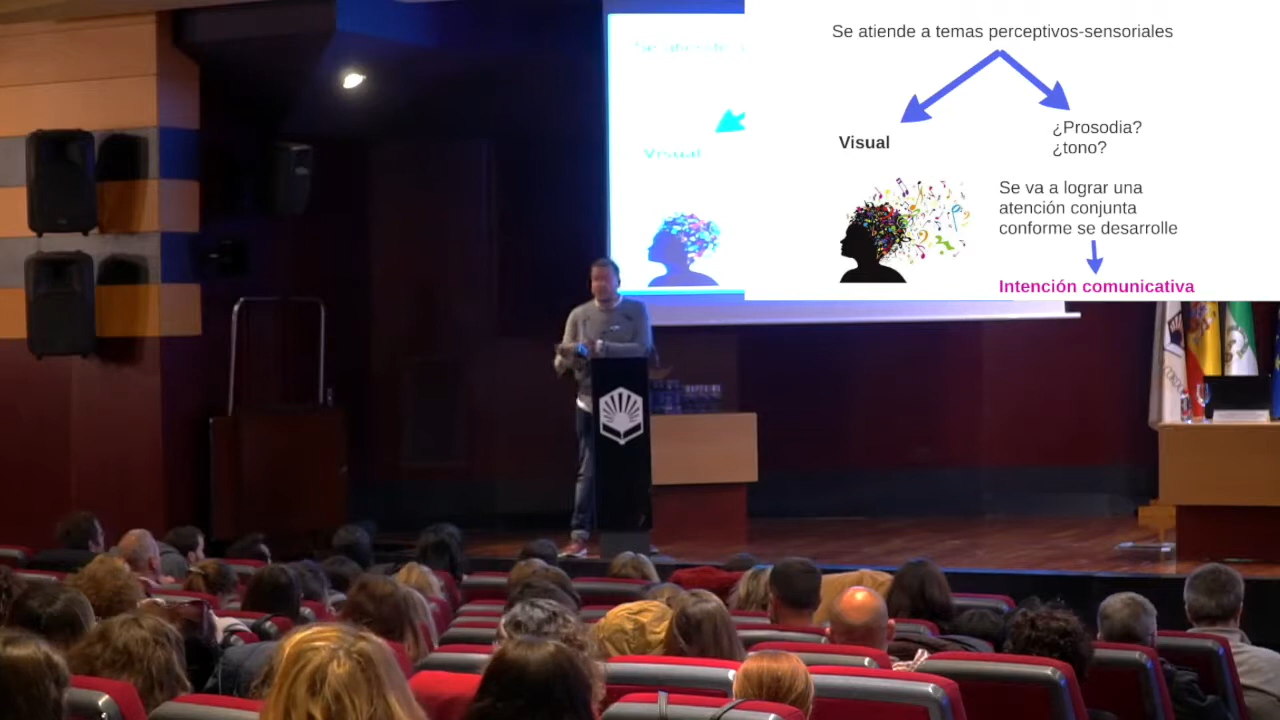 Se atiende a temas perceptivos-sensoriales
Visual
¿Prosodia?
¿tono?
Se va a lograr una
atención conjunta
conforme se desarrolle
Intención comunicativa
Visual